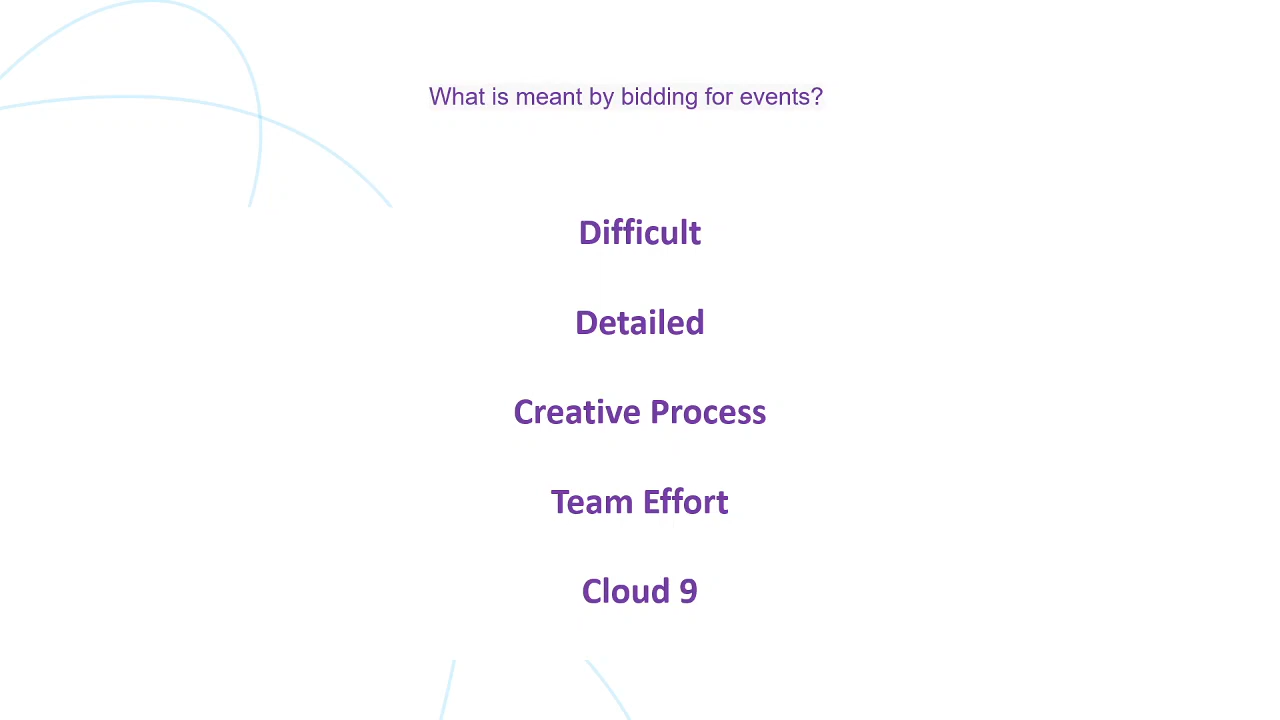 What is meant by bidding for events?
Difficult
Detailed
Creative Process
Team Effort
Cloud 9